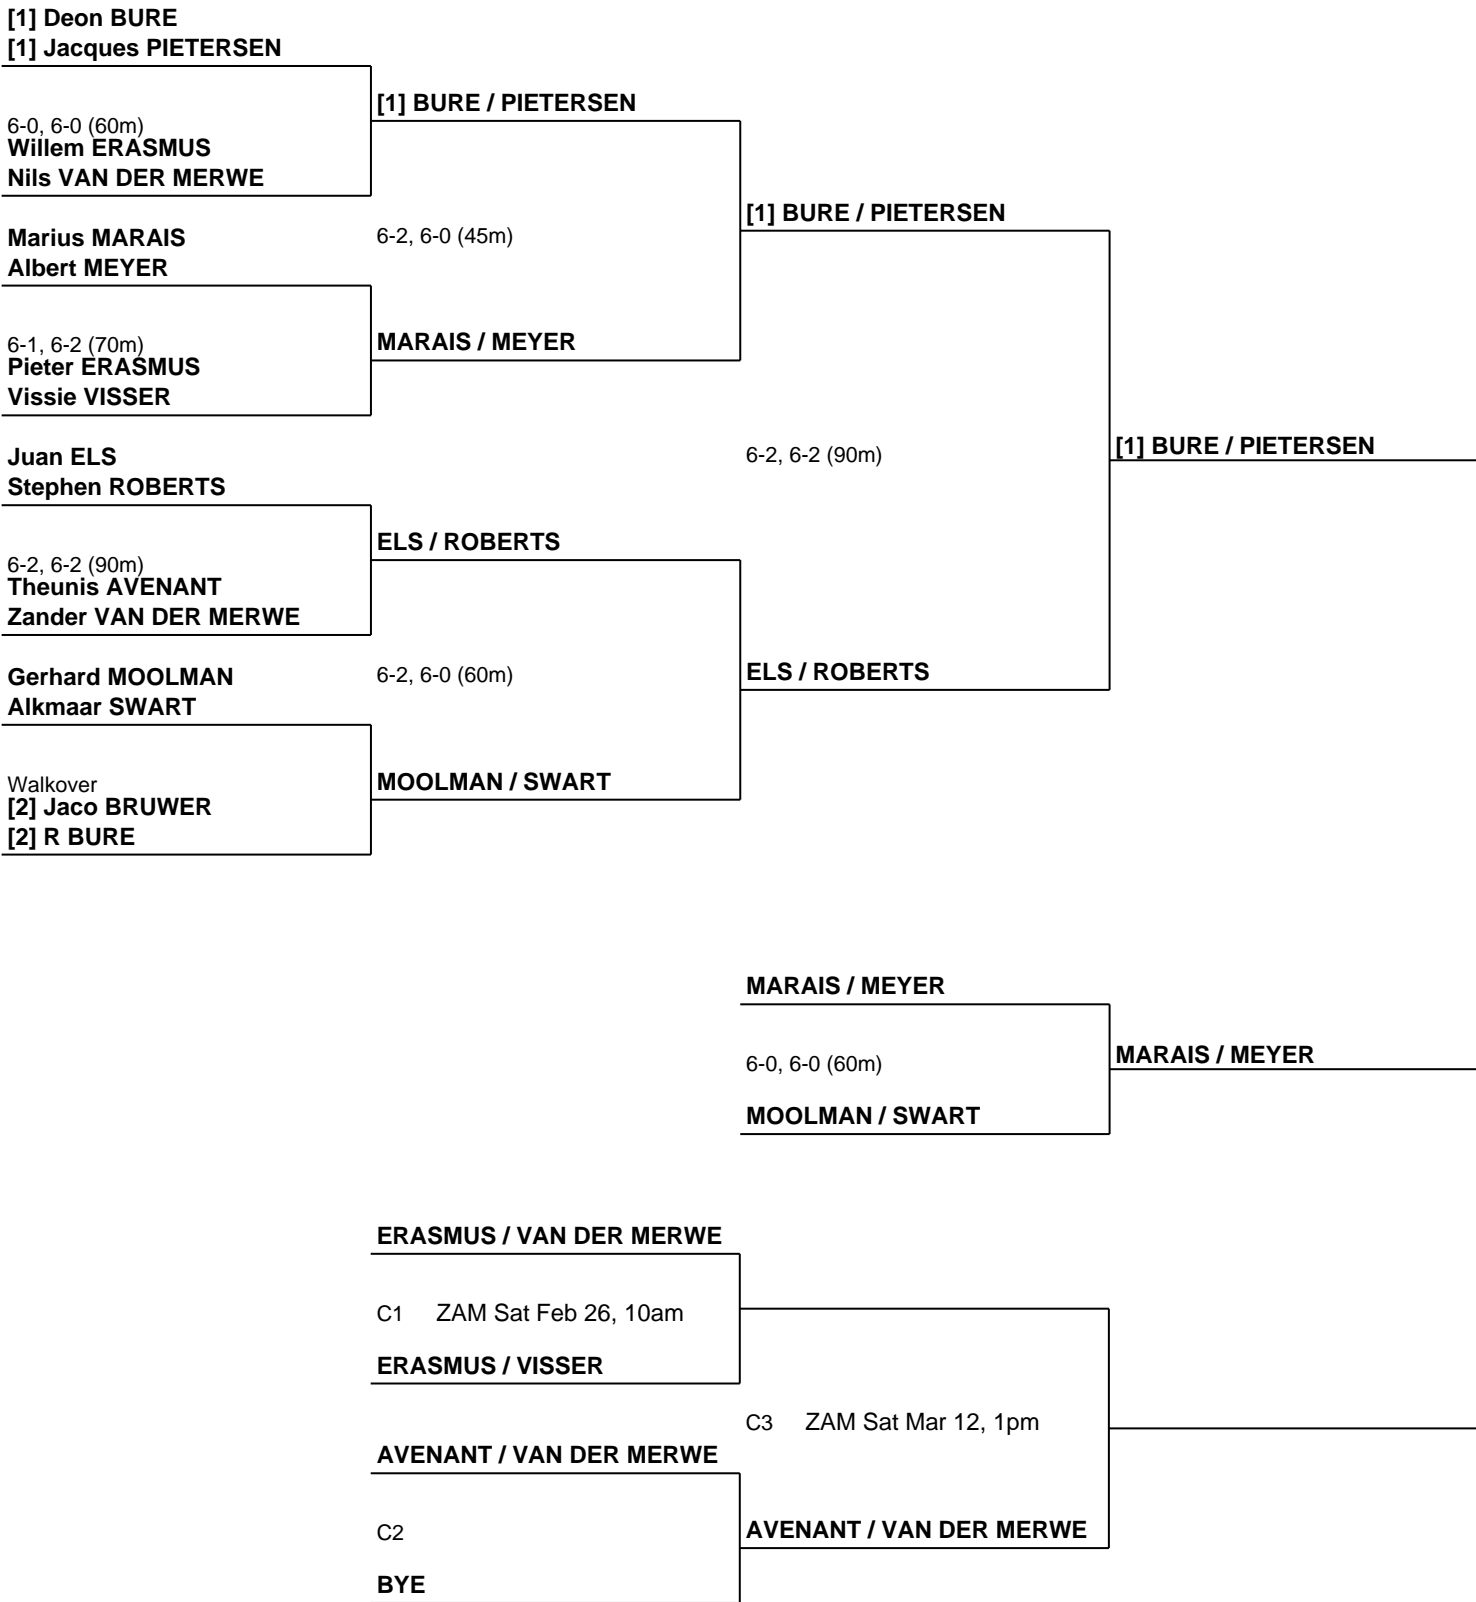 [1] Deon BURE
[1] Jacques PIETERSEN
[1] BURE / PIETERSEN
6-0, 6-0 (60m)
Willem ERASMUS
Nils VAN DER MERWE
[1] BURE / PIETERSEN
Marius MARAIS
6-2, 6-0 (45m)
Albert MEYER
MARAIS / MEYER
6-1, 6-2 (70m)
Pieter ERASMUS
Vissie VISSER
[1] BURE / PIETERSEN
Juan ELS
6-2, 6-2 (90m)
Stephen ROBERTS
ELS / ROBERTS
6-2, 6-2 (90m)
Theunis AVENANT
Zander VAN DER MERWE
ELS / ROBERTS
Gerhard MOOLMAN
6-2, 6-0 (60m)
Alkmaar SWART
MOOLMAN / SWART
Walkover
[2] Jaco BRUWER
[2] R BURE
MARAIS / MEYER
MARAIS / MEYER
6-0, 6-0 (60m)
MOOLMAN / SWART
ERASMUS / VAN DER MERWE
C1 ZAM Sat Feb 26, 10am
ERASMUS / VISSER
C3 ZAM Sat Mar 12, 1pm
AVENANT / VAN DER MERWE
C2
AVENANT / VAN DER MERWE
BYE